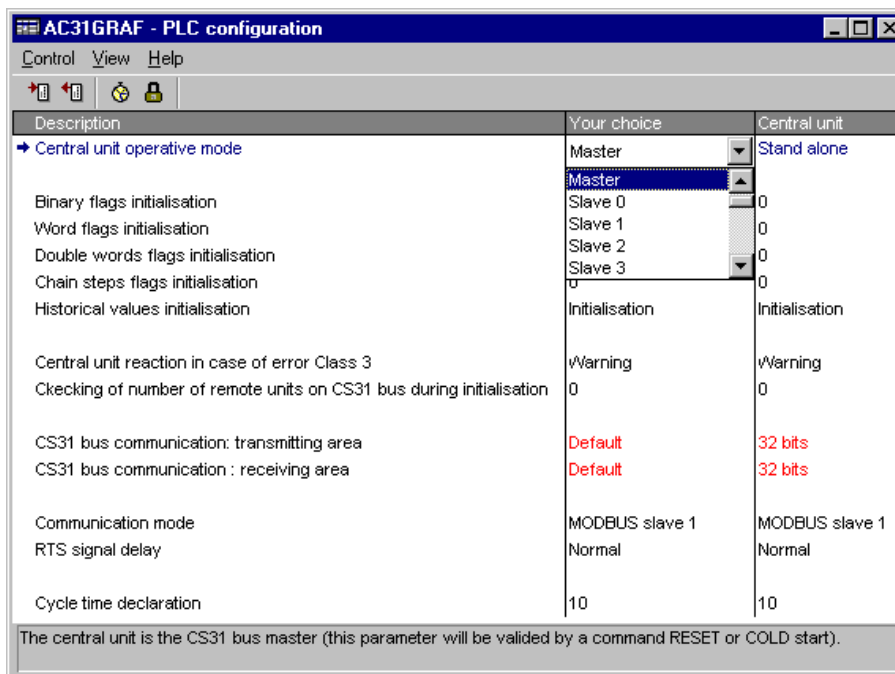 AC31GRAF - PLC configuration
Control View Help
Description Your choice Central unit
Central unit operative mode Master Stand alone
Master
Binary flags initialisation Slave 0 0
Word flags initialisation Slave 1 0
Double words flags initialisation Slave 2 0
Slave 3
Chain steps flags initialisation 0 0
Historical values initialisation Initialisation Initialisation
Central unit reaction in case of error Class 3 Warning Warning
Ckecking of number of remote units on CS31 bus during initialisation 0 0
CS31 bus communication: transmitting area Default 32 bits
CS31 bus communication : receiving area Default 32 bits
Communication mode MODBUS slave 1 MODBUS slave 1
RTS signal delay Normal Normal
Cycle time declaration 10 10
The central unit is the CS31 bus master (this parameter will be valided by a command RESET or COLD start).